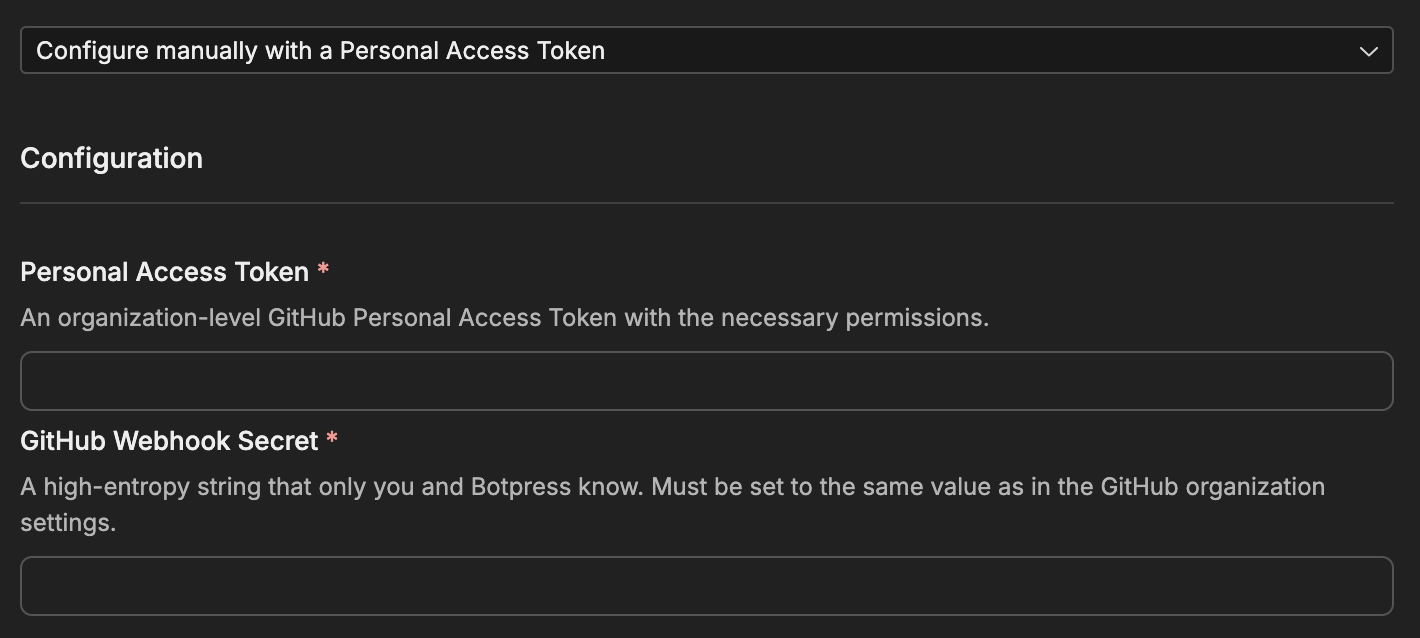 Configure manually with a Personal Access Token
Configuration
Personal Access Token *
An organization-level GitHub Personal Access Token with the necessary permissions.
GitHub Webhook Secret *
A high-entropy string that only you and Botpress know. Must be set to the same value as in the GitHub organization
settings.